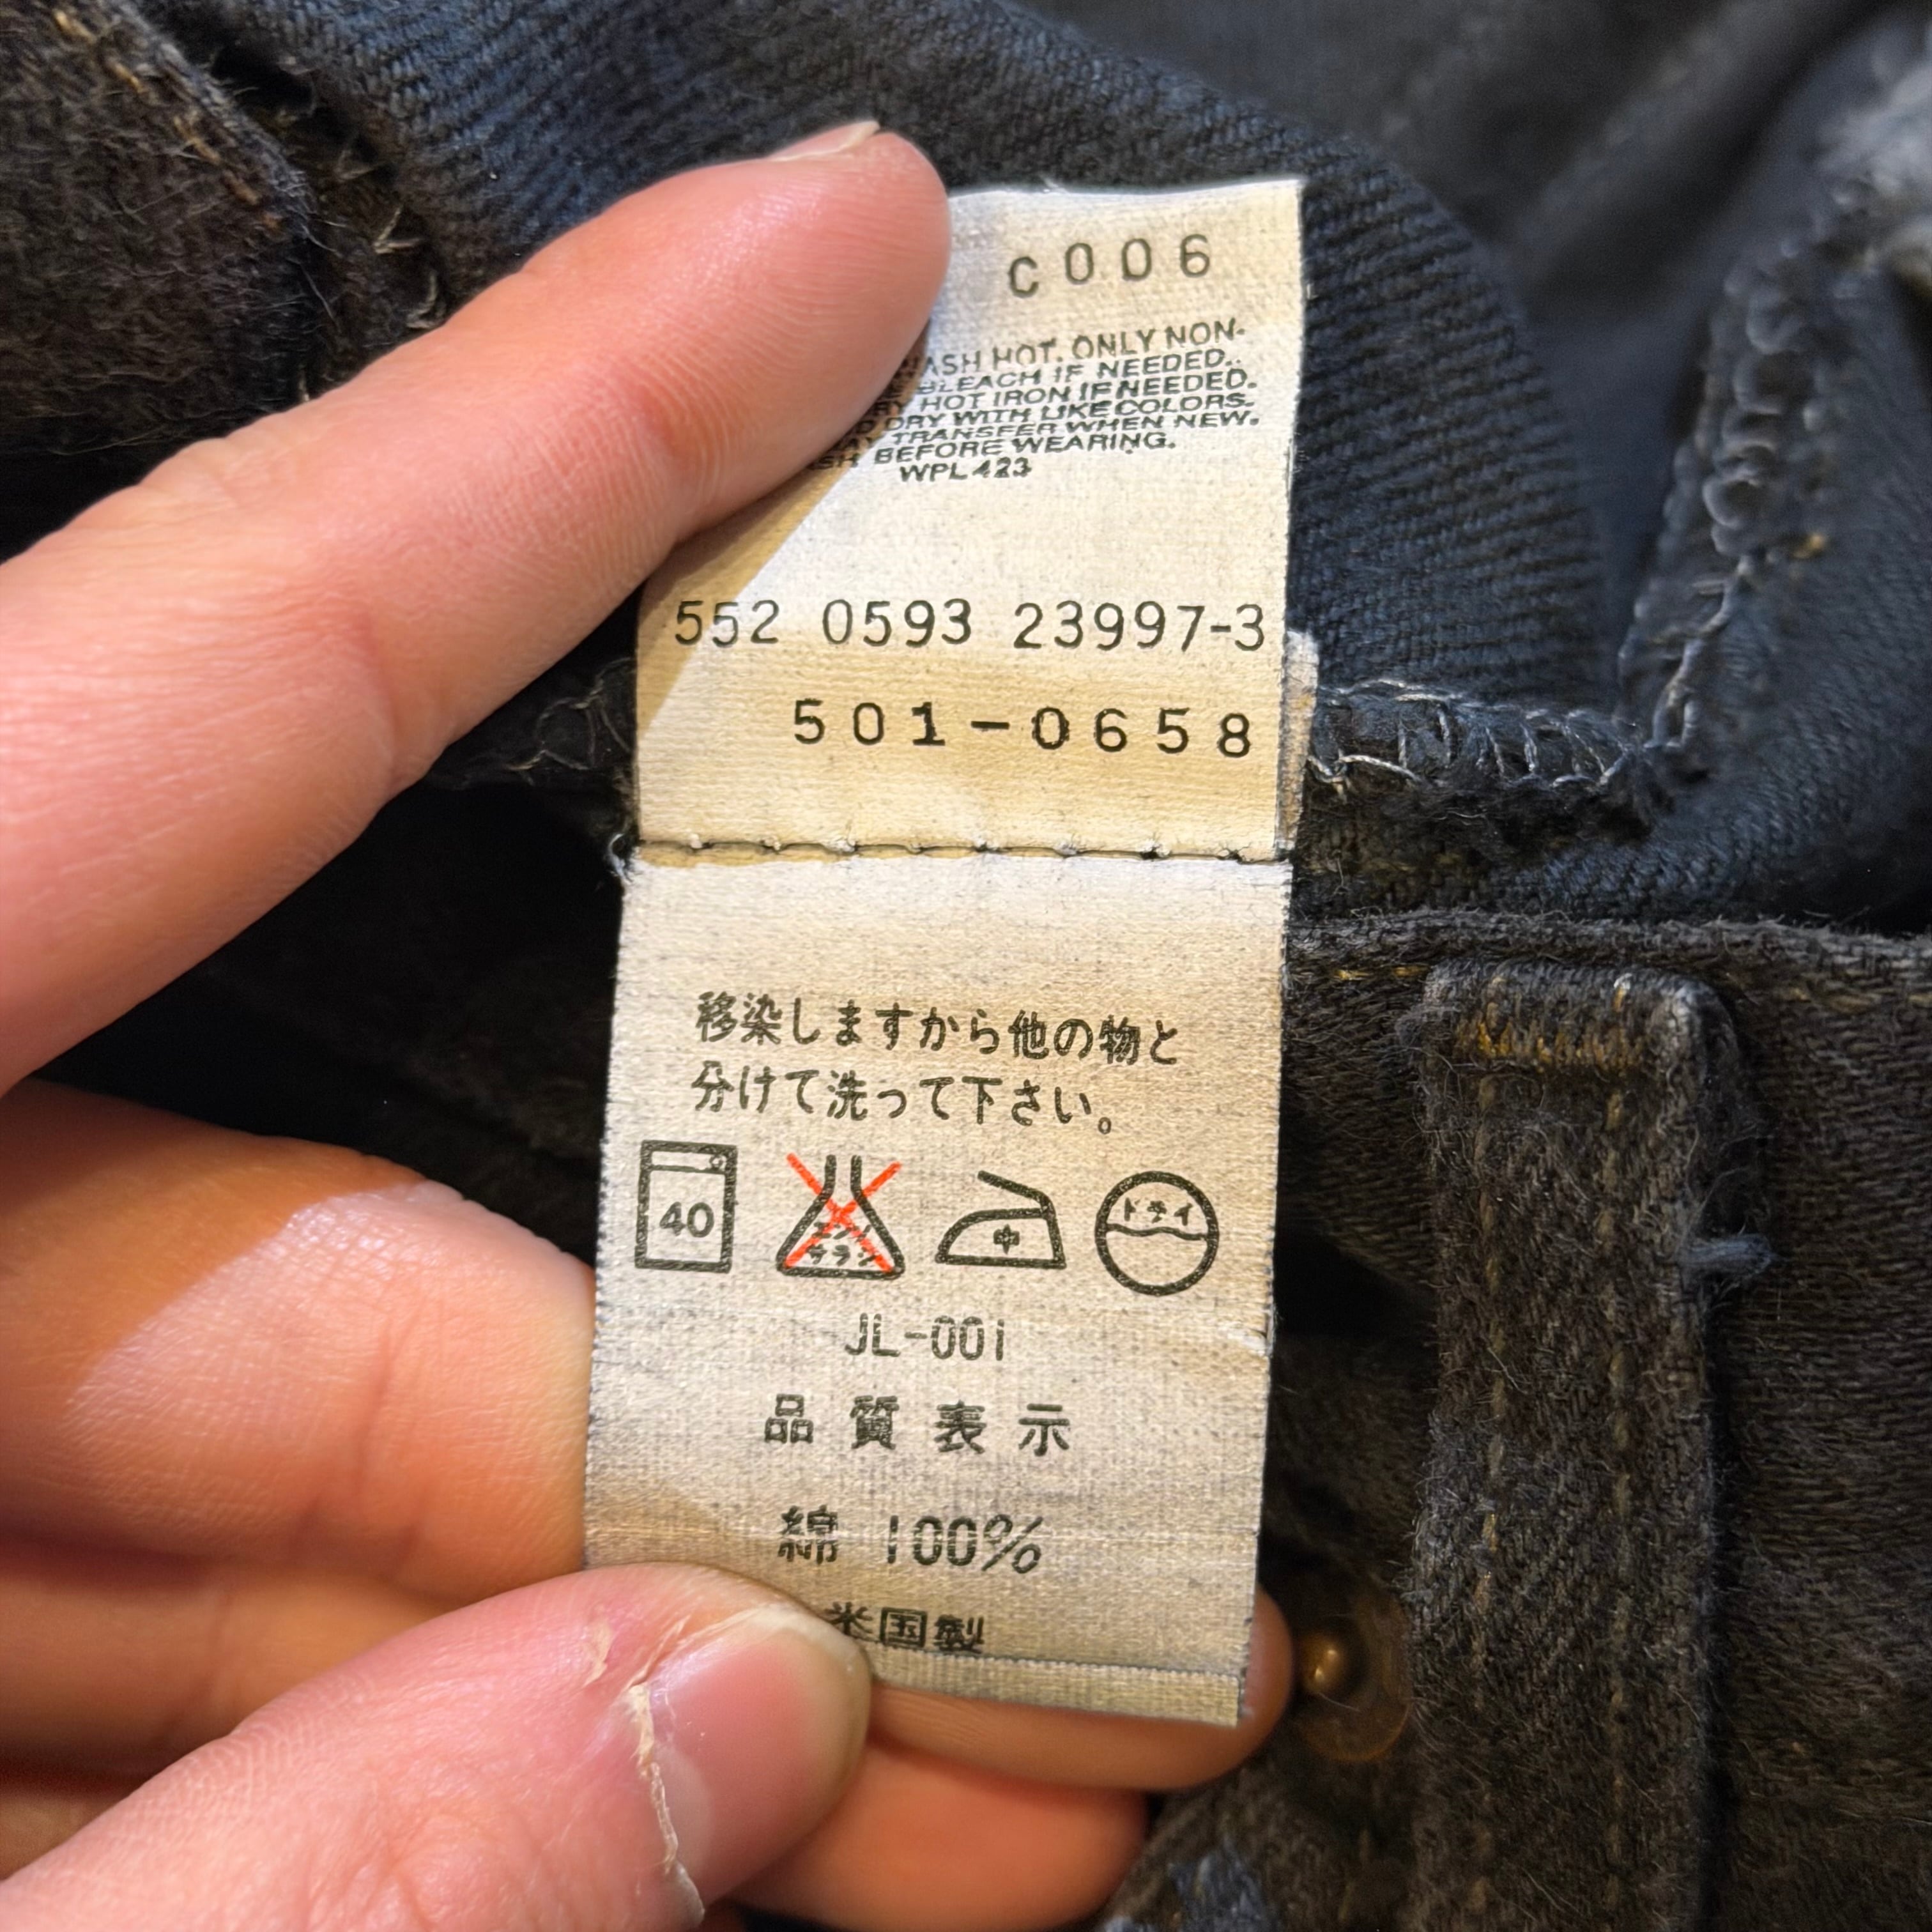 C006
WASH HOT. ONLY NON-
BLEACH IF NEEDED.
HOT IRON IF NEEDED.
DRY WITH LIKE COLORS.
TRANSFER WHEN NEW.
BEFORE WEARING.
WPL 423
552 0593 23997-3
501-0658
移染しますから他の物と
分けて洗って下さい。
40
中
ドライ
JL-001
品質表示
綿 100%
米国製